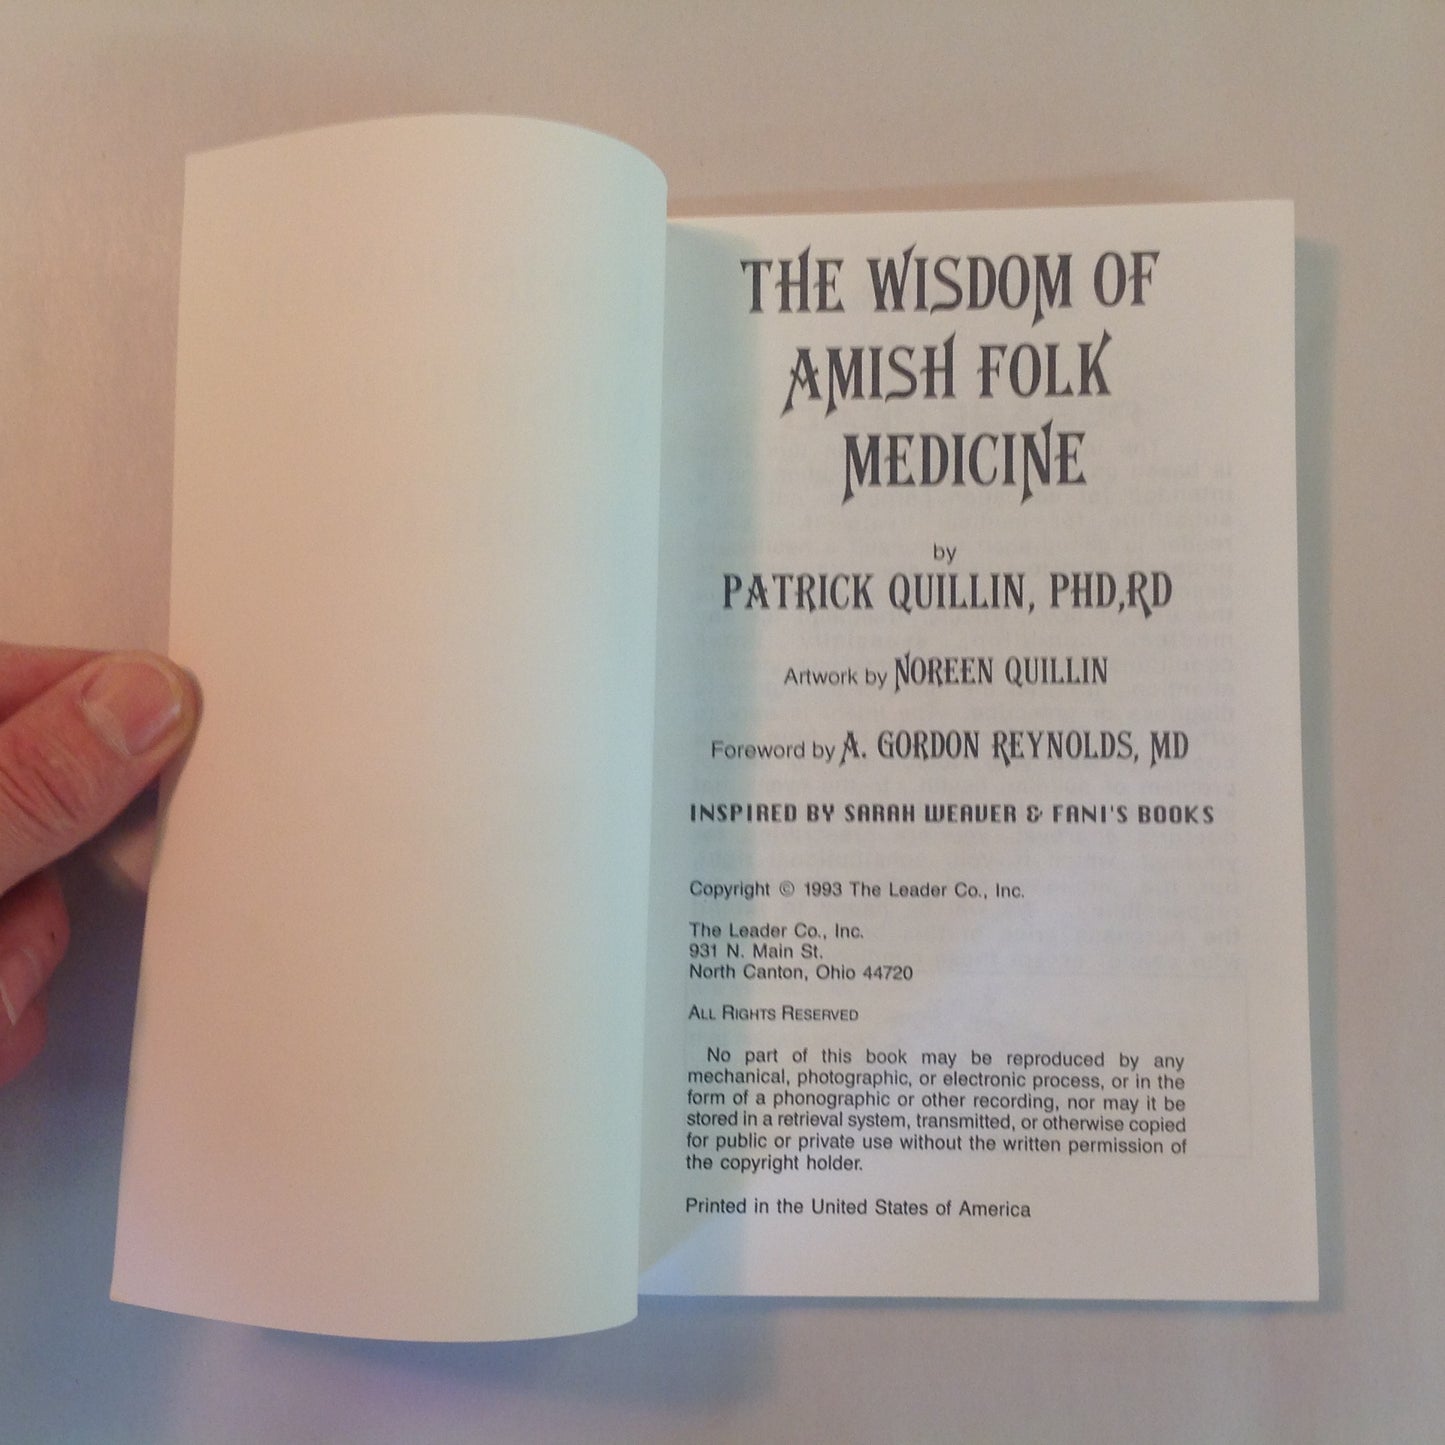 THE WISDOM OF
AMISH FOLK
MEDICINE
by
PATRICK QUILLIN, PHD,RD
Artwork by NOREEN QUILLIN
Foreword by A. GORDON REYNOLDS, MD
INSPIRED BY SARAH WEAVER & FANI'S BOOKS
Copyright © 1993 The Leader Co., Inc.
The Leader Co., Inc.
931 N. Main St.
North Canton, Ohio 44720
ALL RIGHTS RESERVED
No part of this book may be reproduced by any
mechanical, photographic, or electronic process, or in the
form of a phonographic or other recording, nor may it be
stored in a retrieval system, transmitted, or otherwise copied
for public or private use without the written permission of
the copyright holder.
Printed in the United States of America